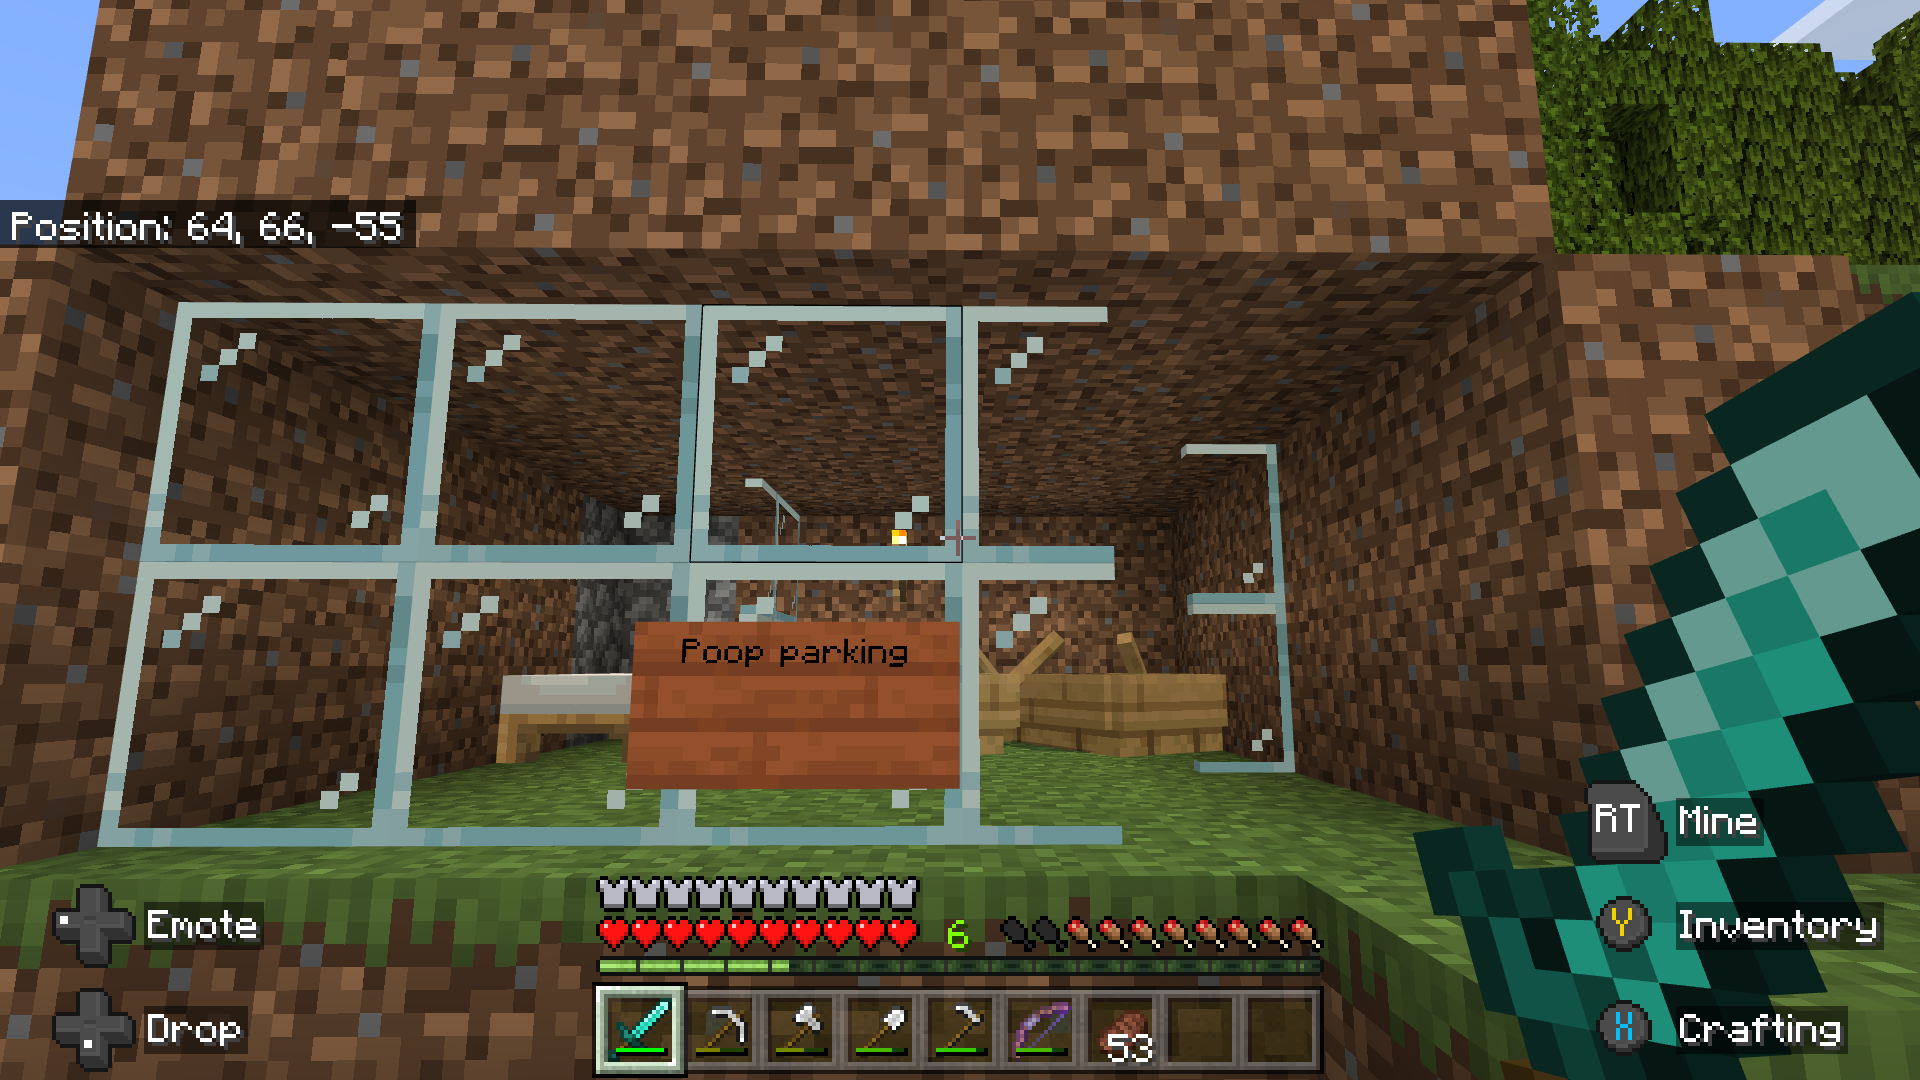 Position: 64, 66, -55
Poop parking
RT Mine
Emote
6
Y Inventory
Drop
53
X Crafting